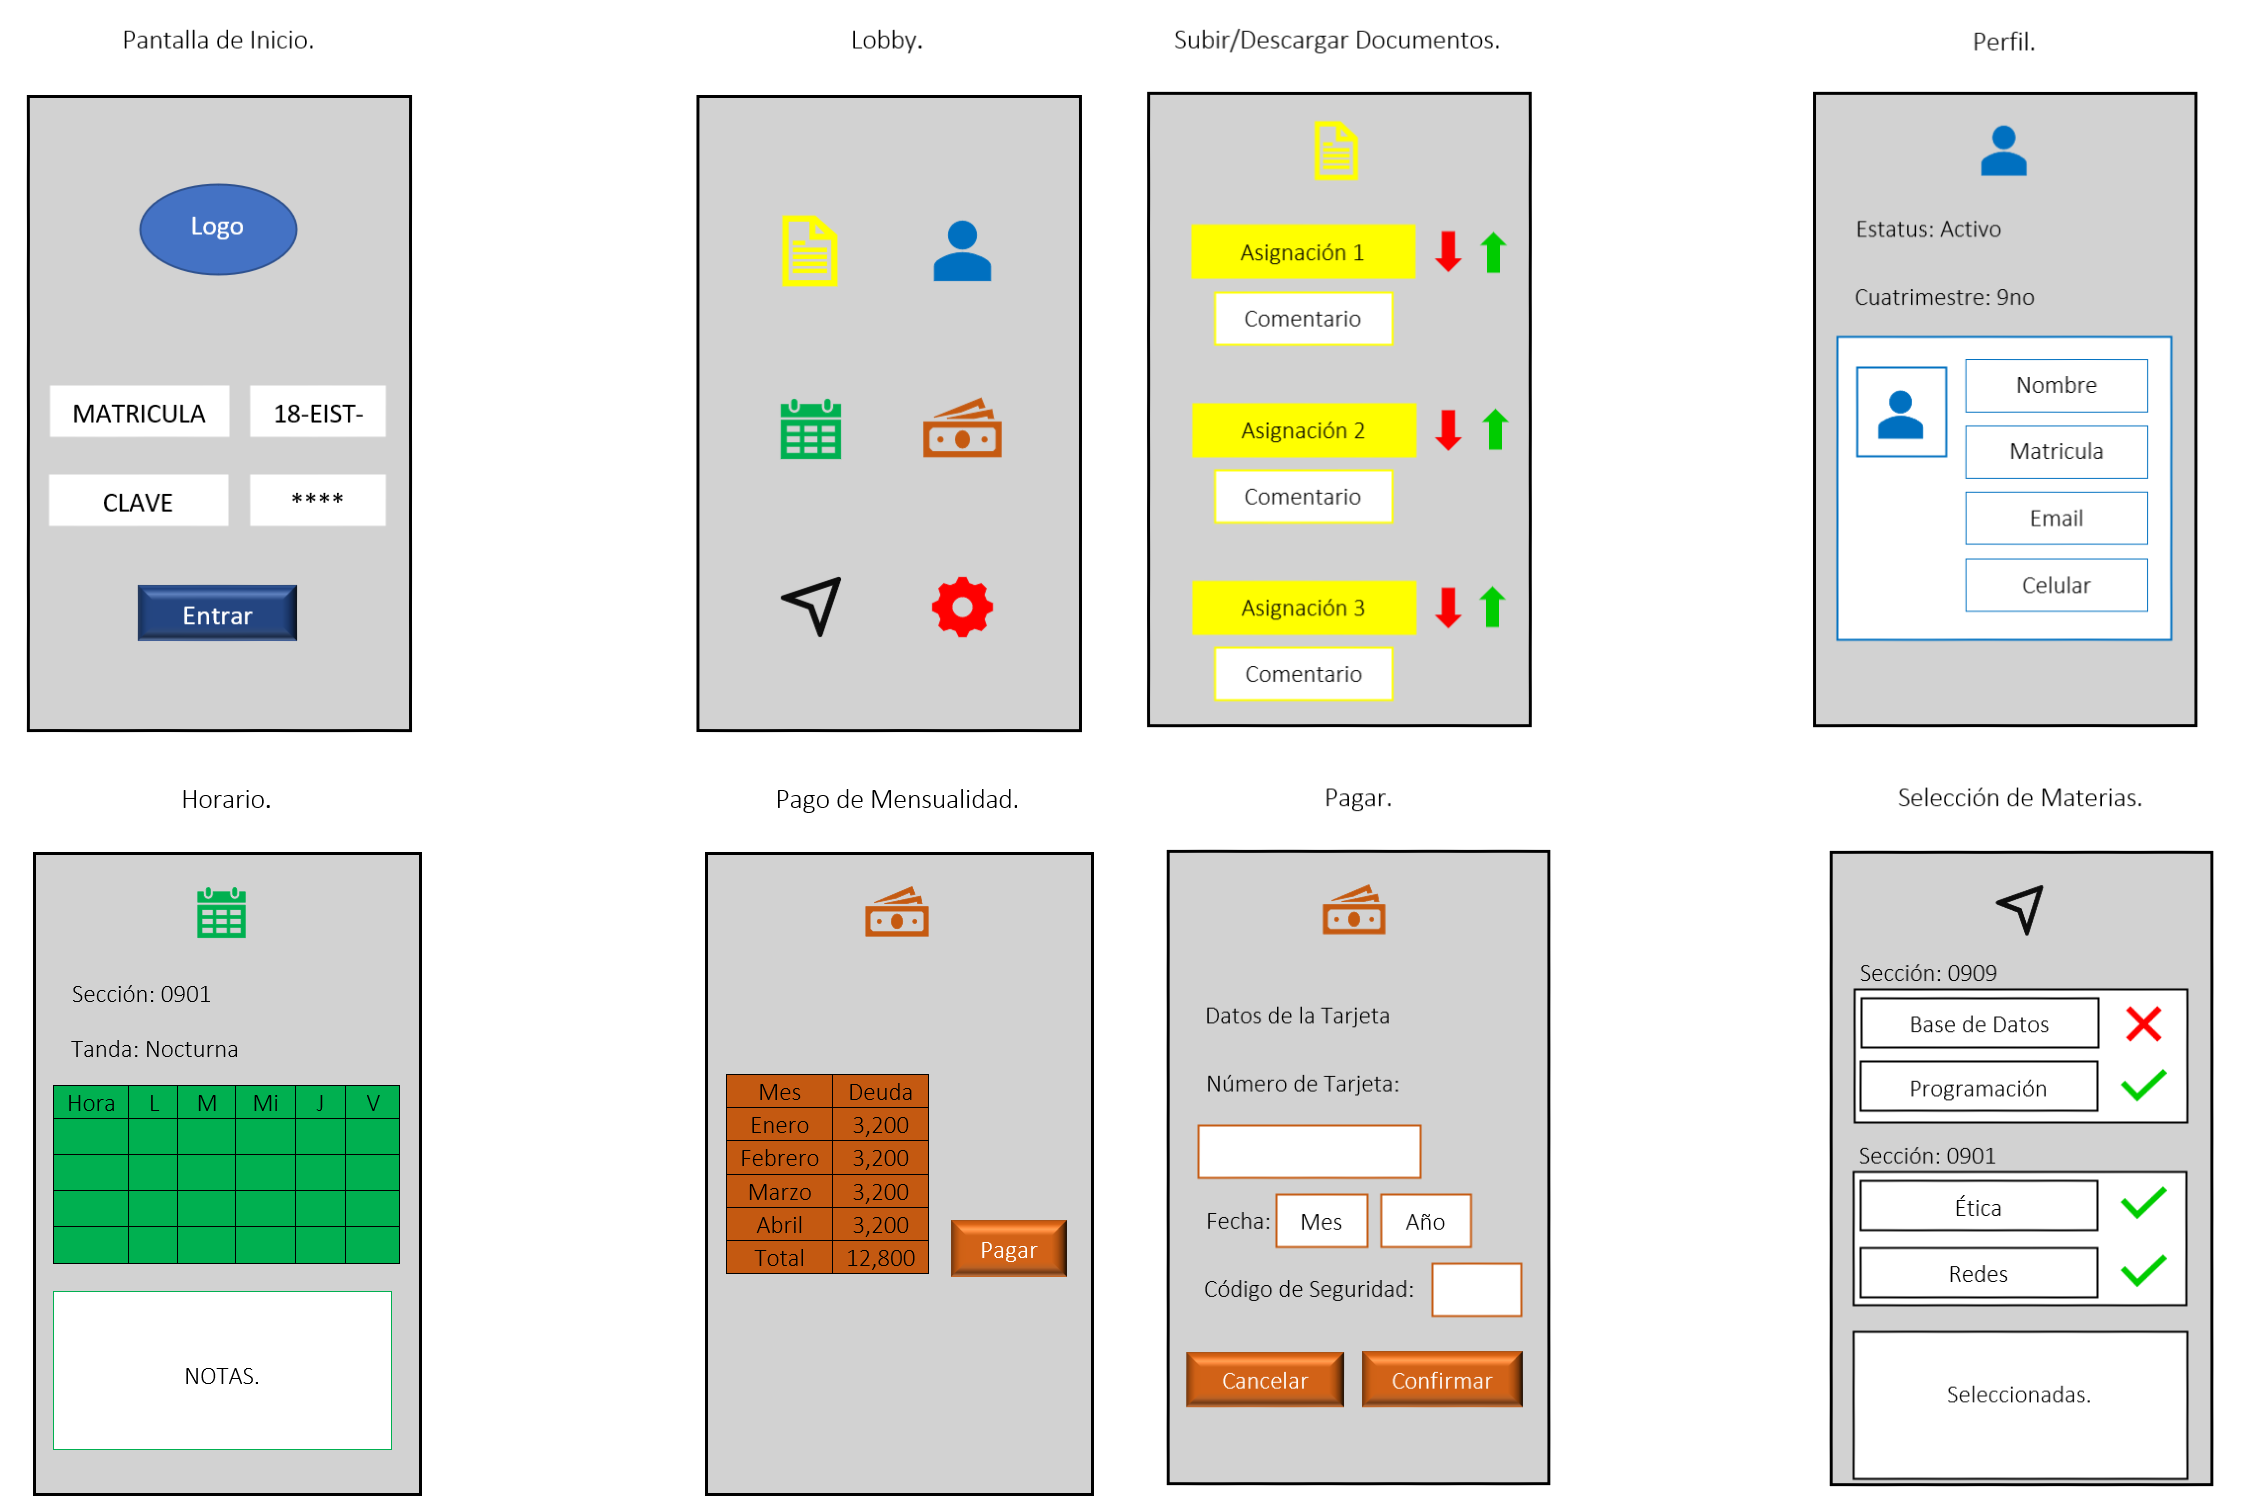 Pantalla de Inicio.
Logo
MATRICULA 18-EIST-
CLAVE ****
Entrar
Lobby.
Subir/Descargar Documentos.
Asignación 1
Comentario
Asignación 2
Comentario
Asignación 3
Comentario
Perfil.
Estatus: Activo
Cuatrimestre: 9no
Nombre
Matricula
Email
Celular
Horario.
Sección: 0901
Tanda: Nocturna
Hora L M Mi J V
NOTAS.
Pago de Mensualidad.
Mes Deuda
Enero 3,200
Febrero 3,200
Marzo 3,200
Abril 3,200
Total 12,800
Pagar
Pagar.
Datos de la Tarjeta
Número de Tarjeta:
Fecha: Mes Año
Código de Seguridad:
Cancelar Confirmar
Selección de Materias.
Sección: 0909
Base de Datos
Programación
Sección: 0901
Ética
Redes
Seleccionadas.